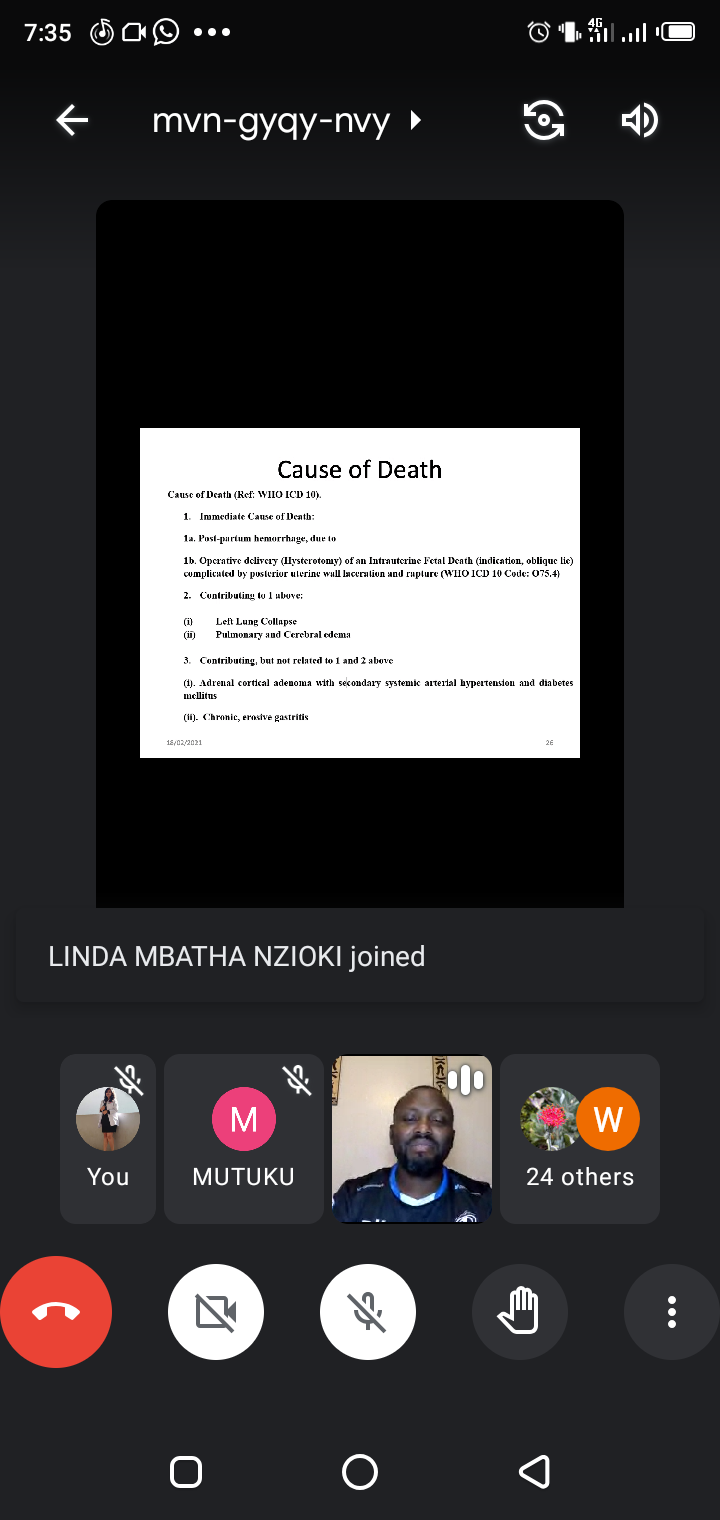 7:35
4G
mvn-gyqy-nvy
Cause of Death
Cause of Death (Ref: WHO ICD 10).
1. Immediate Cause of Death:
1a. Post-partum hemorrhage, due to
1b. Operative delivery (Hysterotomy) of an Intrauterine Fetal Death (indication, oblique lie)
complicated by posterior uterine wall laceration and rapture (WHO ICD 10 Code: O75.4)
2. Contributing to 1 above:
(i) Left Lung Collapse
(ii) Pulmonary and Cerebral edema
3. Contributing, but not related to 1 and 2 above
(i). Adrenal cortical adenoma with secondary systemic arterial hypertension and diabetes
mellitus
(ii). Chronic, erosive gastritis
18/02/2021
26
LINDA MBATHA NZIOKI joined
M
W
You
MUTUKU
24 others